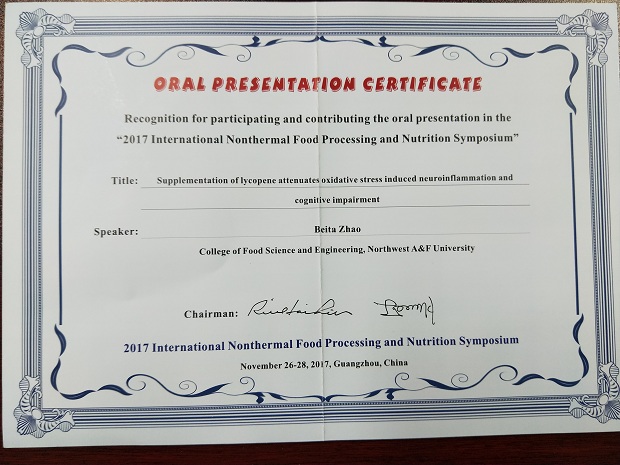 ORAL PRESENTATION CERTIFICATE
Recognition for participating and contributing the oral presentation in the
“2017 International Nonthermal Food Processing and Nutrition Symposium”
Title: Supplementation of lycopene attenuates oxidative stress induced neuroinflammation and
cognitive impairment
Speaker: Beita Zhao
College of Food Science and Engineering, Northwest A&F University
Chairman:
2017 International Nonthermal Food Processing and Nutrition Symposium
November 26-28, 2017, Guangzhou, China